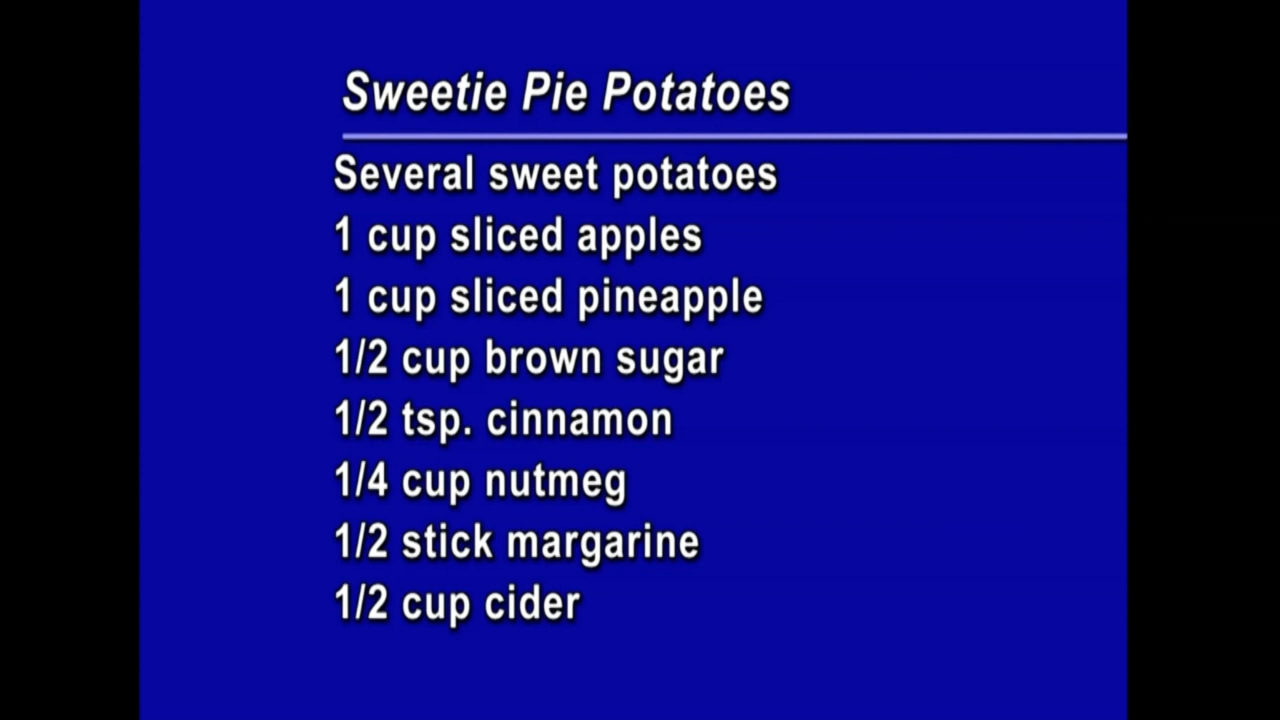 Sweetie Pie Potatoes
Several sweet potatoes
1 cup sliced apples
1 cup sliced pineapple
1/2 cup brown sugar
1/2 tsp. cinnamon
1/4 cup nutmeg
1/2 stick margarine
1/2 cup cider